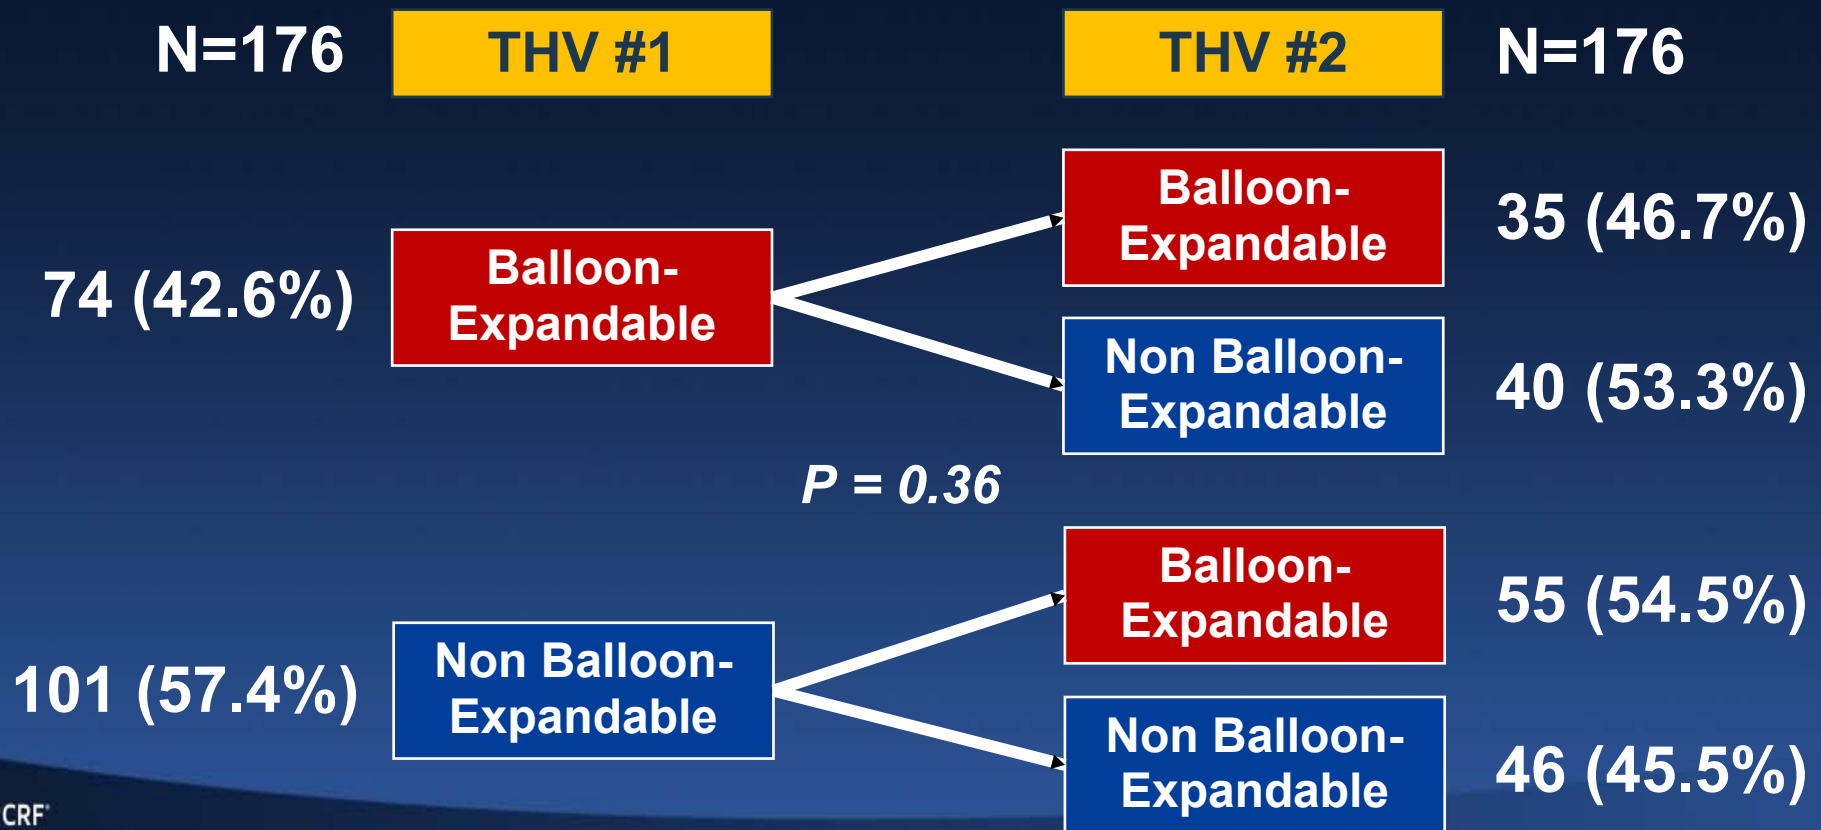 N=176
THV #1
THV #2
N=176
74 (42.6%)
Balloon-
Expandable
Balloon-
Expandable
35 (46.7%)
Non Balloon-
Expandable
40 (53.3%)
P = 0.36
101 (57.4%)
Non Balloon-
Expandable
Balloon-
Expandable
55 (54.5%)
Non Balloon-
Expandable
46 (45.5%)
CRF®